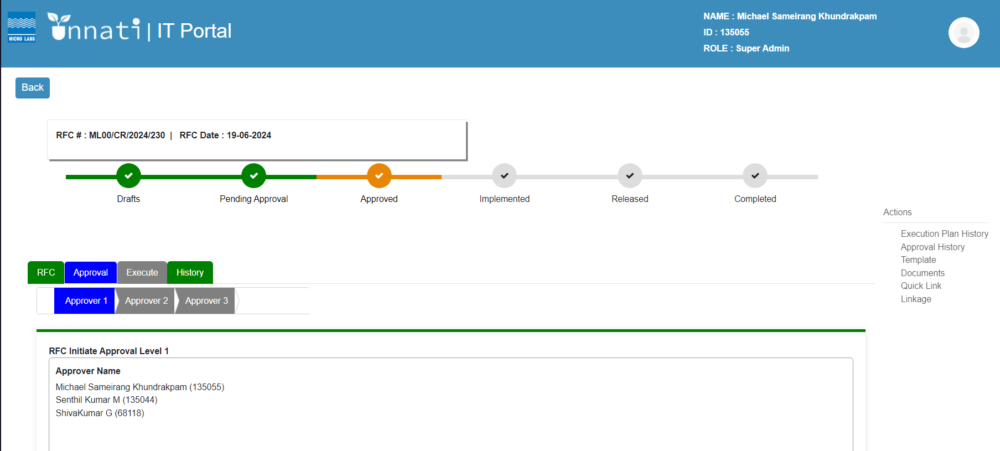 MICRO LABS
Unnati | IT Portal
NAME : Michael Sameirang Khundrakpam
ID : 135055
ROLE : Super Admin
Back
RFC # : ML00/CR/2024/230 | RFC Date : 19-06-2024
Drafts
Pending Approval
Approved
Implemented
Released
Completed
Actions
Execution Plan History
Approval History
Template
Documents
Quick Link
Linkage
RFC
Approval
Execute
History
Approver 1
Approver 2
Approver 3
RFC Initiate Approval Level 1
Approver Name
Michael Sameirang Khundrakpam (135055)
Senthil Kumar M (135044)
ShivaKumar G (68118)